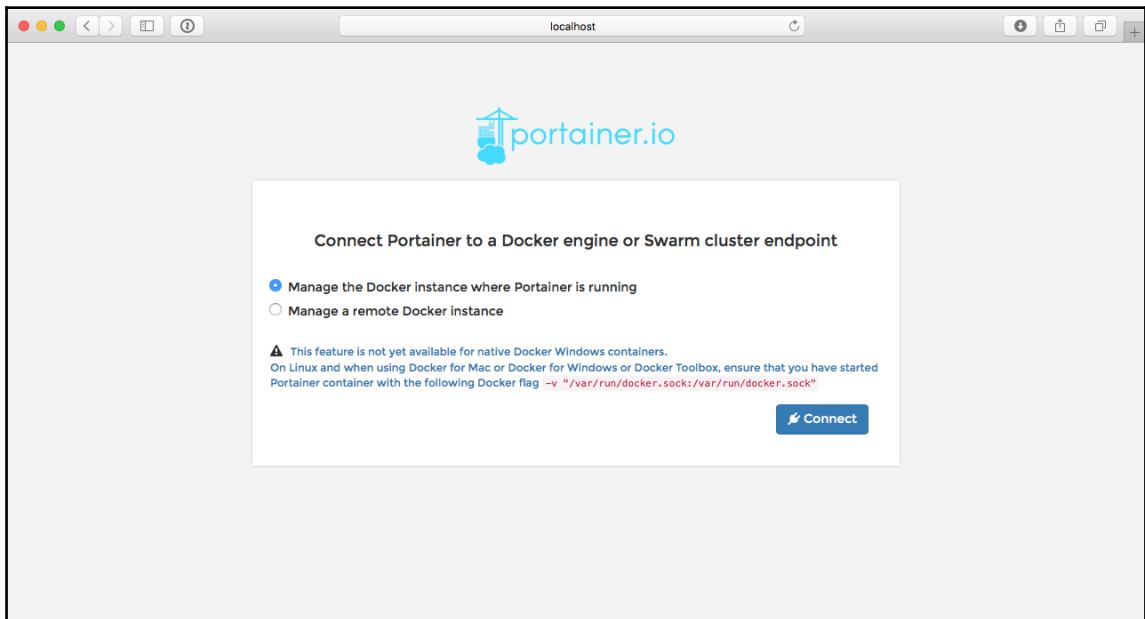 localhost
portainer.io
Connect Portainer to a Docker engine or Swarm cluster endpoint
Manage the Docker instance where Portainer is running
Manage a remote Docker instance
This feature is not yet available for native Docker Windows containers.
On Linux and when using Docker for Mac or Docker for Windows or Docker Toolbox, ensure that you have started
Portainer container with the following Docker flag -v "/var/run/docker.sock:/var/run/docker.sock"
Connect